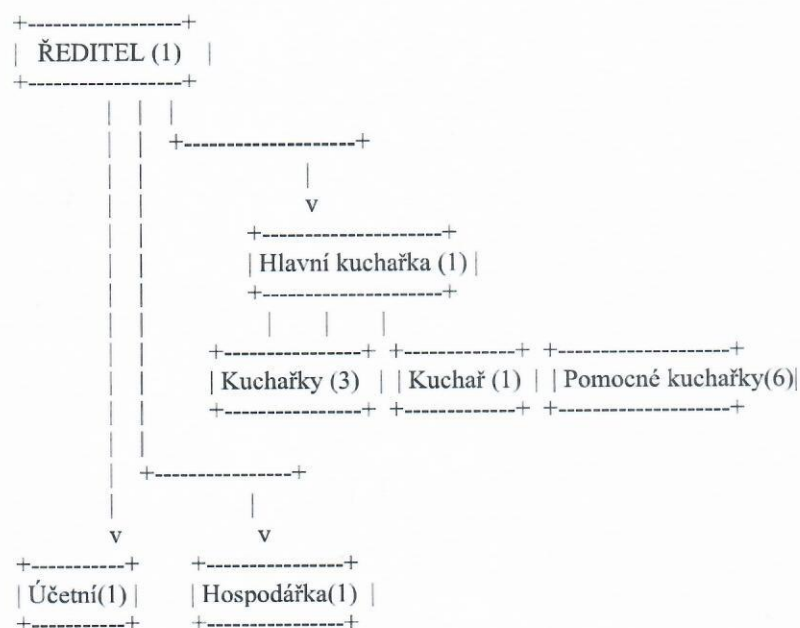 ŘEDITEL (1)
Hlavní kuchařka (1)
Kuchařky (3) Kuchař (1) Pomocné kuchařky(6)
v
v v
Účetní(1) Hospodářka(1)